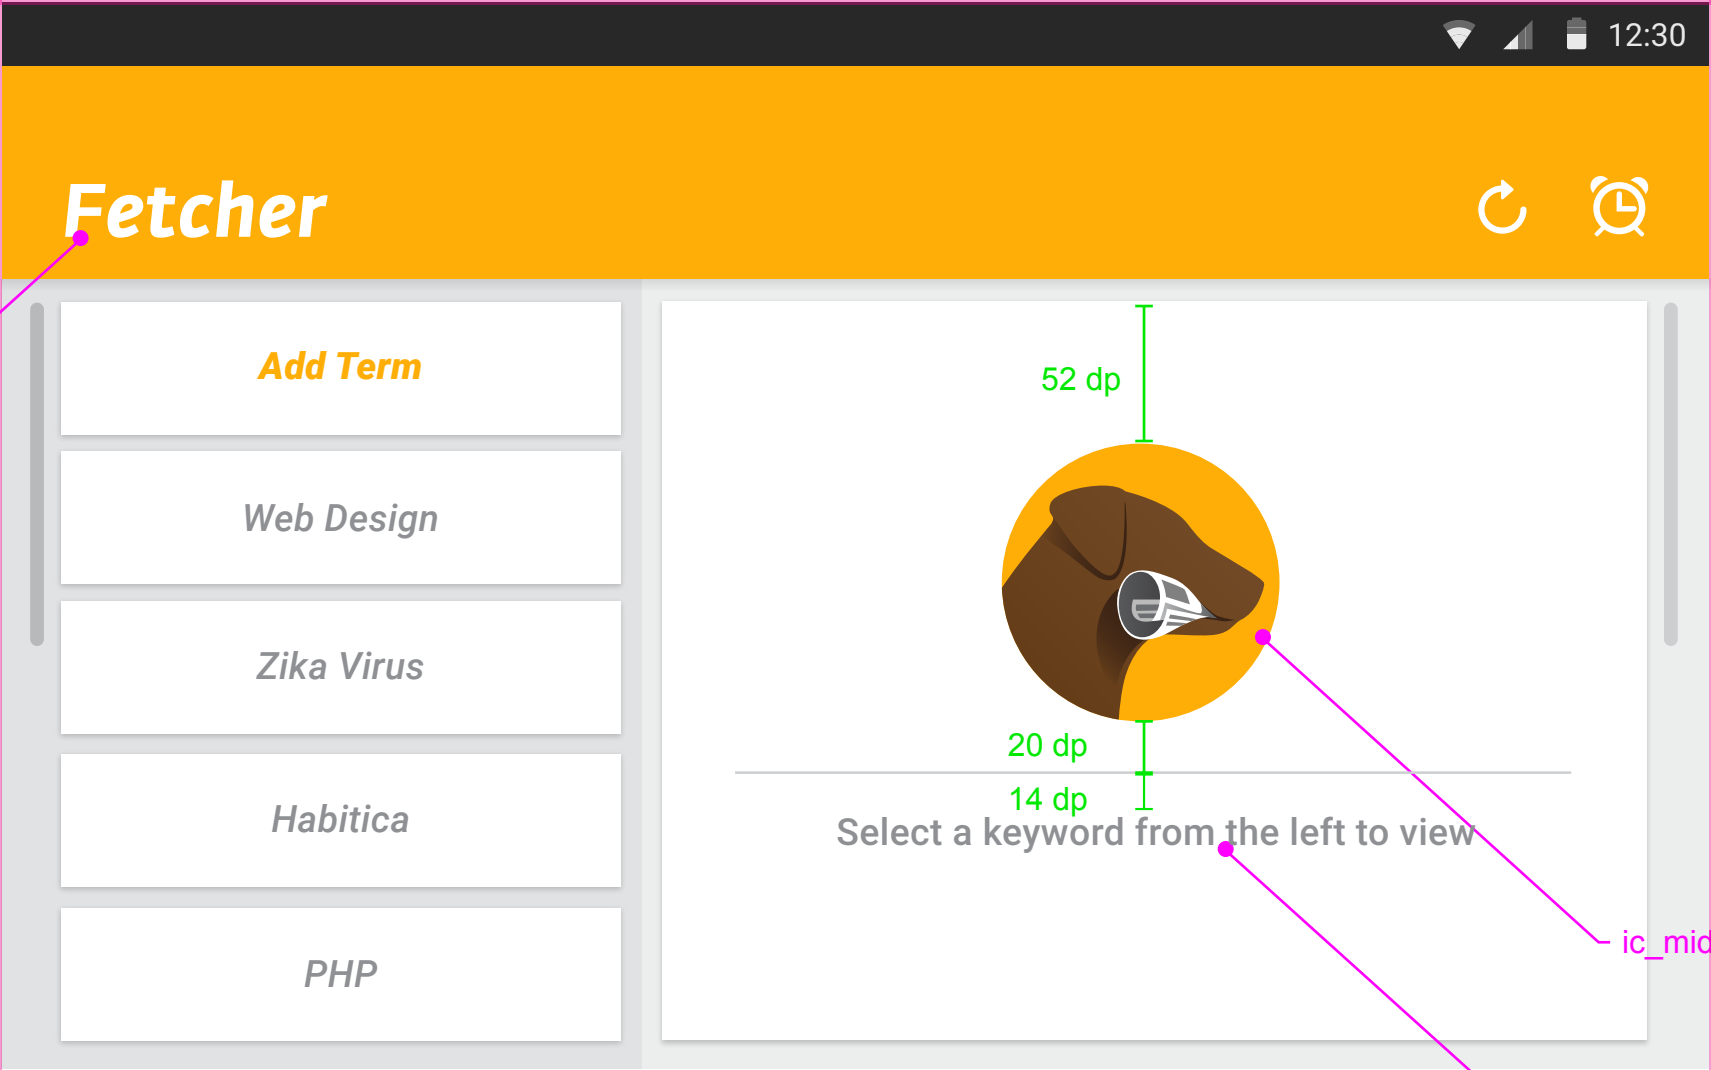 12:30
Fetcher
Add Term
Web Design
Zika Virus
Habitica
PHP
52 dp
20 dp
14 dp
Select a keyword from the left to view
ic_mid